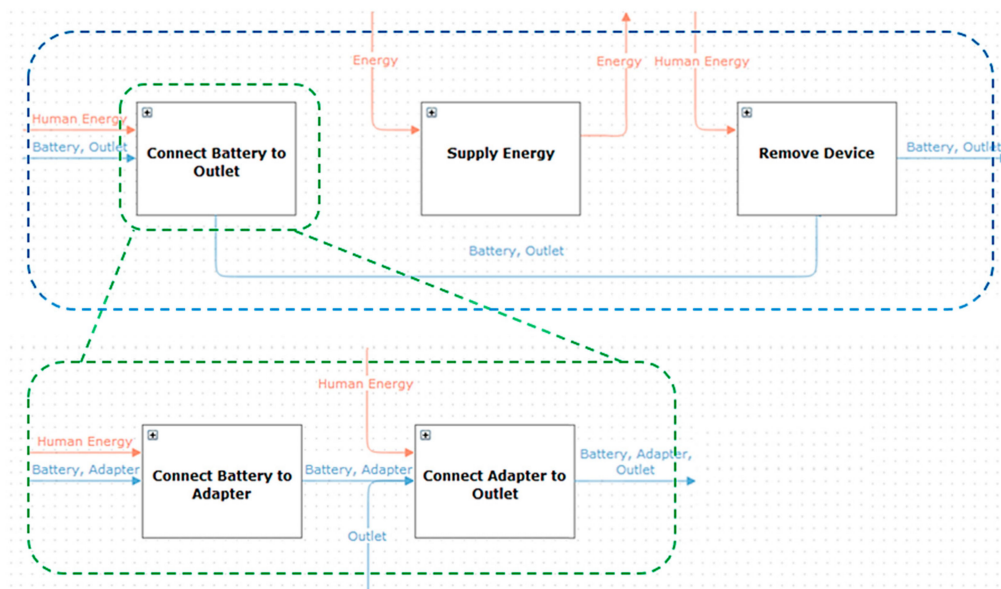 Energy
Energy
Human Energy
Human Energy
Battery, Outlet
Connect Battery to
Outlet
Supply Energy
Remove Device
Battery, Outlet
Battery, Outlet
Human Energy
Human Energy
Battery, Adapter
Connect Battery to
Adapter
Battery, Adapter
Connect Adapter to
Outlet
Battery, Adapter,
Outlet
Outlet